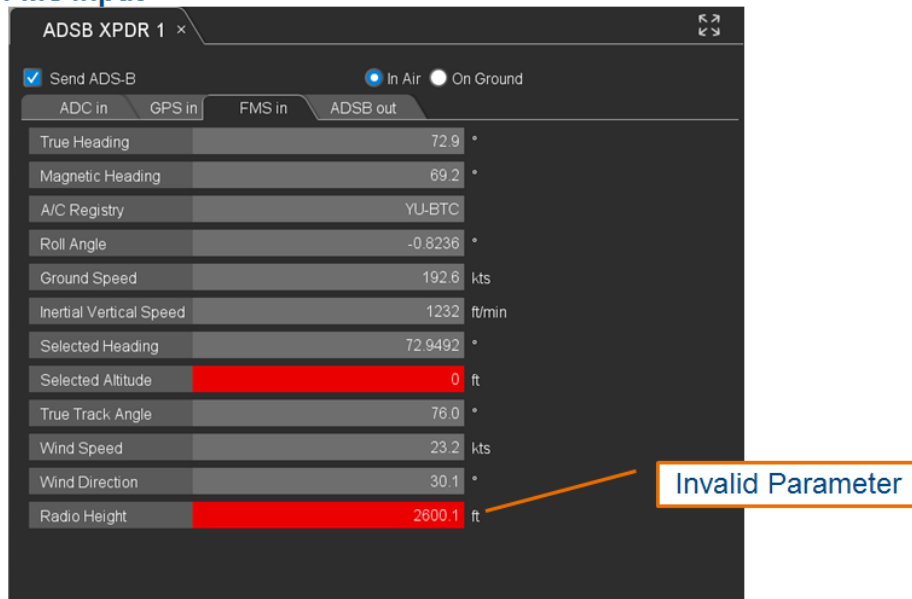 ADSB XPDR 1 ×
Send ADS-B In Air On Ground
ADC in GPS in FMS in ADSB out
True Heading 72.9 °
Magnetic Heading 69.2 °
A/C Registry YU-BTC
Roll Angle -0.8236 °
Ground Speed 192.6 kts
Inertial Vertical Speed 1232 ft/min
Selected Heading 72.9492 °
Selected Altitude 0 ft
True Track Angle 76.0 °
Wind Speed 23.2 kts
Wind Direction 30.1 °
Radio Height 2600.1 ft
Invalid Parameter